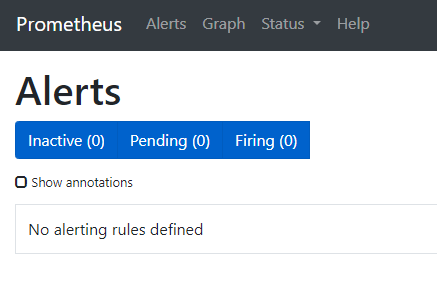 Prometheus Alerts Graph Status Help
Alerts
Inactive (0) Pending (0) Firing (0)
Show annotations
No alerting rules defined